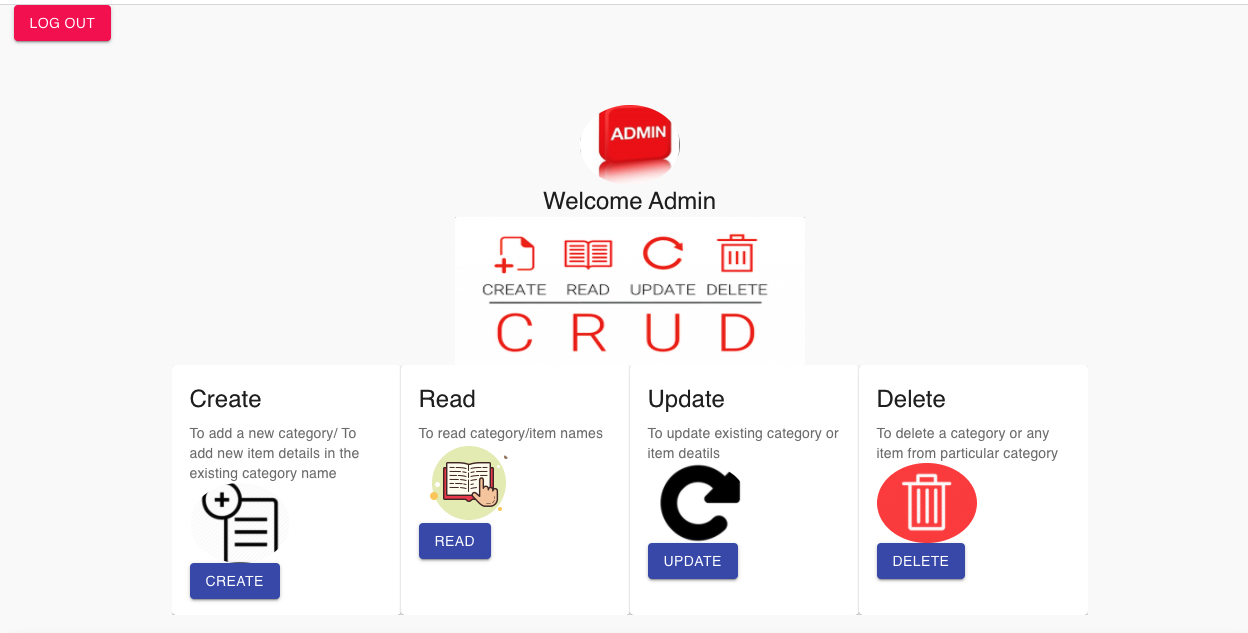 LOG OUT
ADMIN
Welcome Admin
CREATE READ UPDATE DELETE
C R U D
Create
To add a new category/ To
add new item details in the
existing category name
CREATE
Read
To read category/item names
READ
Update
To update existing category or
item deatils
UPDATE
Delete
To delete a category or any
item from particular category
DELETE